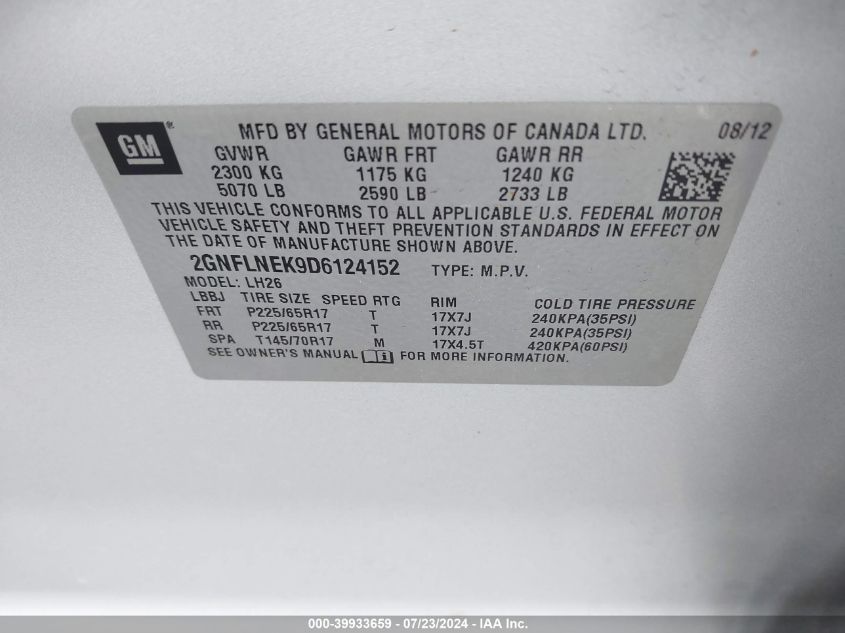 GM® MFD BY GENERAL MOTORS OF CANADA LTD. 08/12
GVWR GAWR FRT GAWR RR
2300 KG 1175 KG 1240 KG
5070 LB 2590 LB 2733 LB
THIS VEHICLE CONFORMS TO ALL APPLICABLE U.S. FEDERAL MOTOR
VEHICLE SAFETY AND THEFT PREVENTION STANDARDS IN EFFECT ON
THE DATE OF MANUFACTURE SHOWN ABOVE.
2GNFLNEK9D6124152 TYPE: M.P.V.
MODEL: LH26
LBBJ TIRE SIZE SPEED RTG RIM COLD TIRE PRESSURE
FRT P225/65R17 T 17X7J 240KPA(35PSI)
RR P225/65R17 T 17X7J 240KPA(35PSI)
SPA T145/70R17 M 17X4.5T 420KPA(60PSI)
SEE OWNER'S MANUAL FOR MORE INFORMATION.
000-39933659 / 07/23/2024 - IAA Inc.